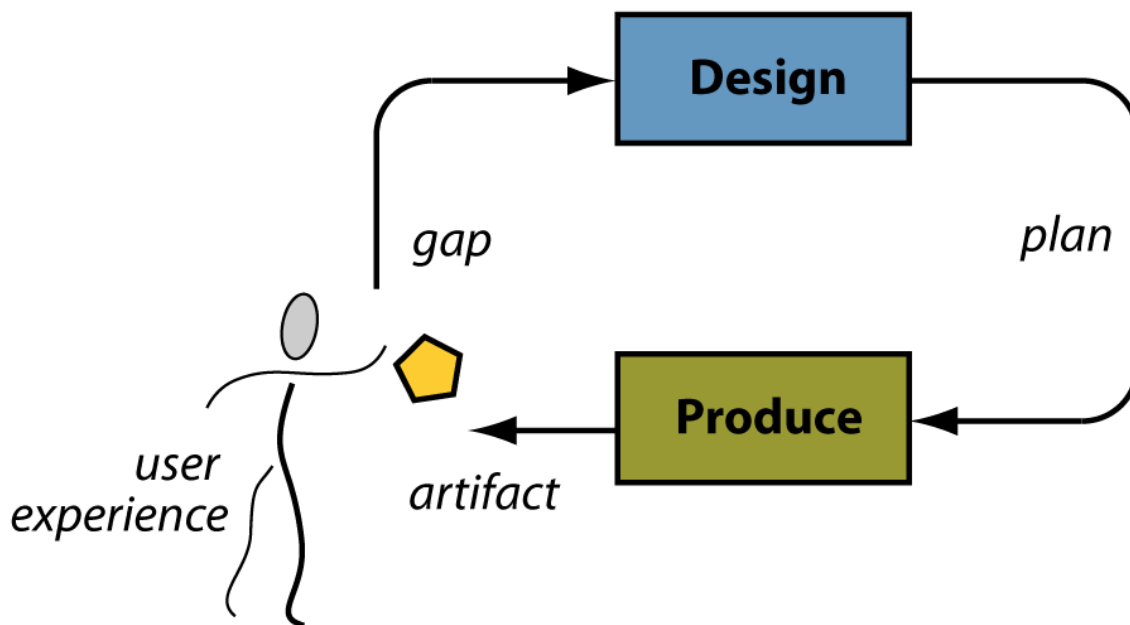 Design
gap
plan
Produce
user
experience
artifact